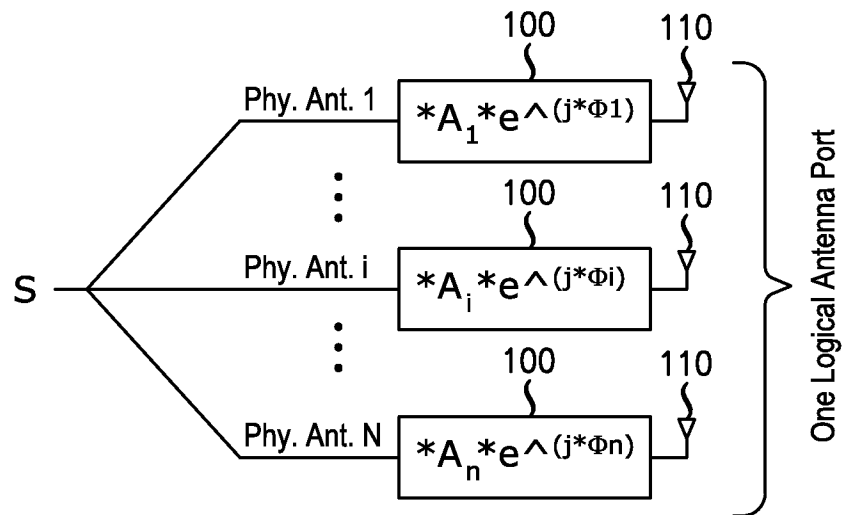 100
110
Phy. Ant. 1
*A₁*e^(j*Φ1)
100
110
S
Phy. Ant. i
*Aᵢ*e^(j*Φi)
100
110
Phy. Ant. N
*Aₙ*e^(j*Φn)
One Logical Antenna Port